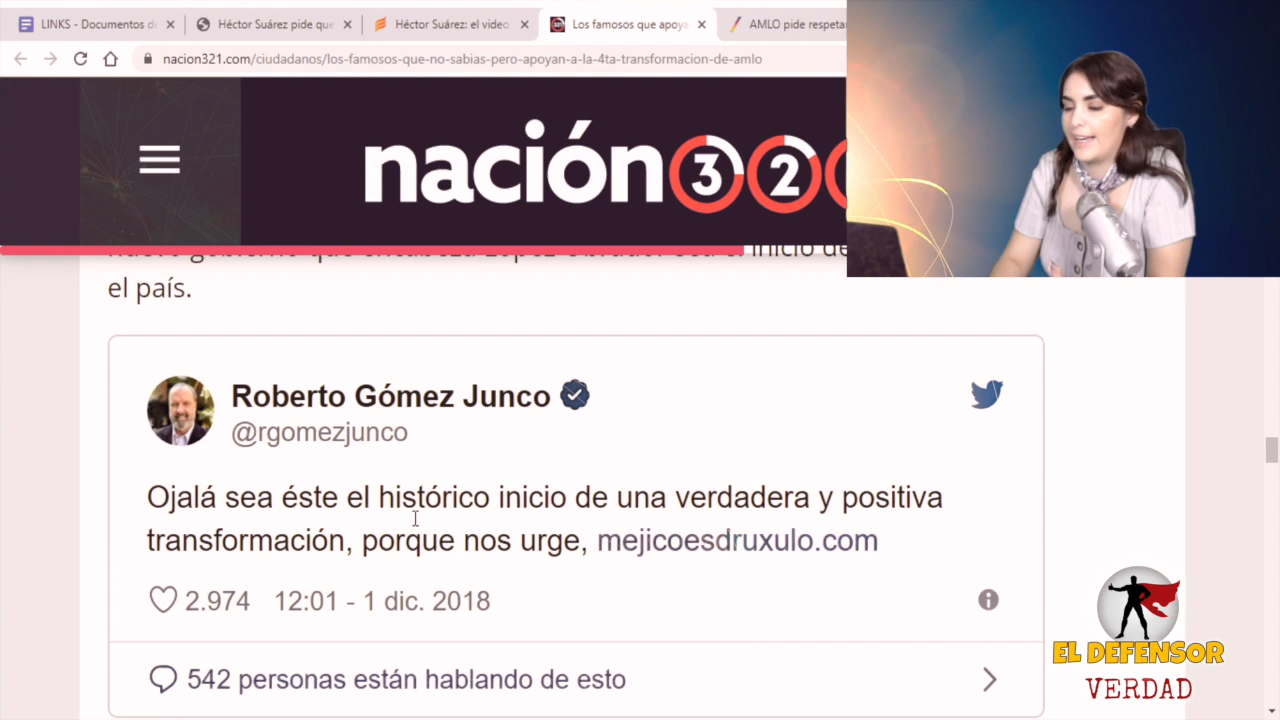 LINKS - Documentos d
Héctor Suárez pide que
Héctor Suárez: el video
Los famosos que apoya
AMLO pide respeta
nacion321.com/ciudadanos/los-famosos-que-no-sabias-pero-apoyan-a-la-4ta-transformacion-de-amlo
nación32
el país.
Roberto Gómez Junco
@rgomezjunco
Ojalá sea éste el histórico inicio de una verdadera y positiva
transformación, porque nos urge, mejicoesdruxulo.com
2.974 12:01 - 1 dic. 2018
542 personas están hablando de esto
EL DEFENSOR
VERDAD